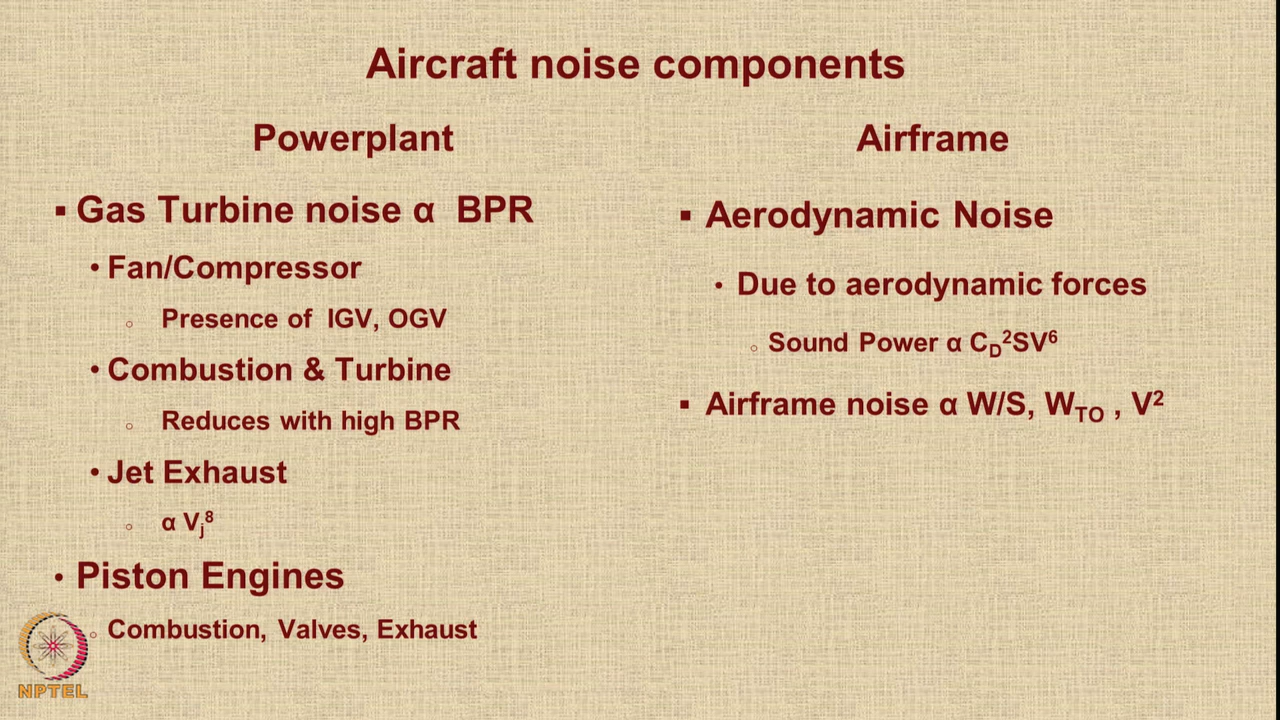 Aircraft noise components
Powerplant
▪ Gas Turbine noise α BPR
• Fan/Compressor
○ Presence of IGV, OGV
• Combustion & Turbine
○ Reduces with high BPR
• Jet Exhaust
○ α Vj⁸
• Piston Engines
○ Combustion, Valves, Exhaust
Airframe
▪ Aerodynamic Noise
• Due to aerodynamic forces
○ Sound Power α C_D²SV⁶
▪ Airframe noise α W/S, W_TO , V²
NPTEL